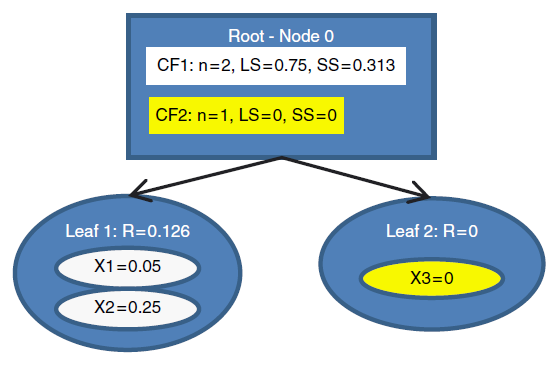 Root - Node 0
CF1: n=2, LS=0.75, SS=0.313
CF2: n=1, LS=0, SS=0
Leaf 1: R=0.126
X1=0.05
X2=0.25
Leaf 2: R=0
X3=0